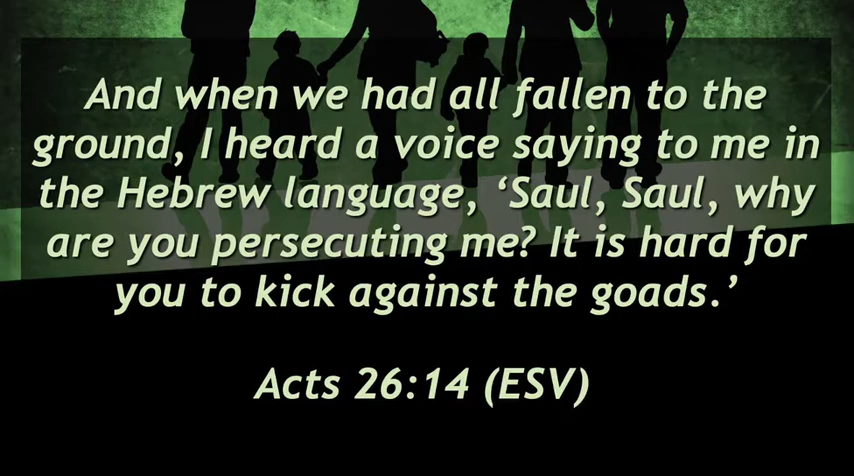 And when we had all fallen to the
ground, I heard a voice saying to me in
the Hebrew language, ‘Saul, Saul, why
are you persecuting me? It is hard for
you to kick against the goads.’
Acts 26:14 (ESV)